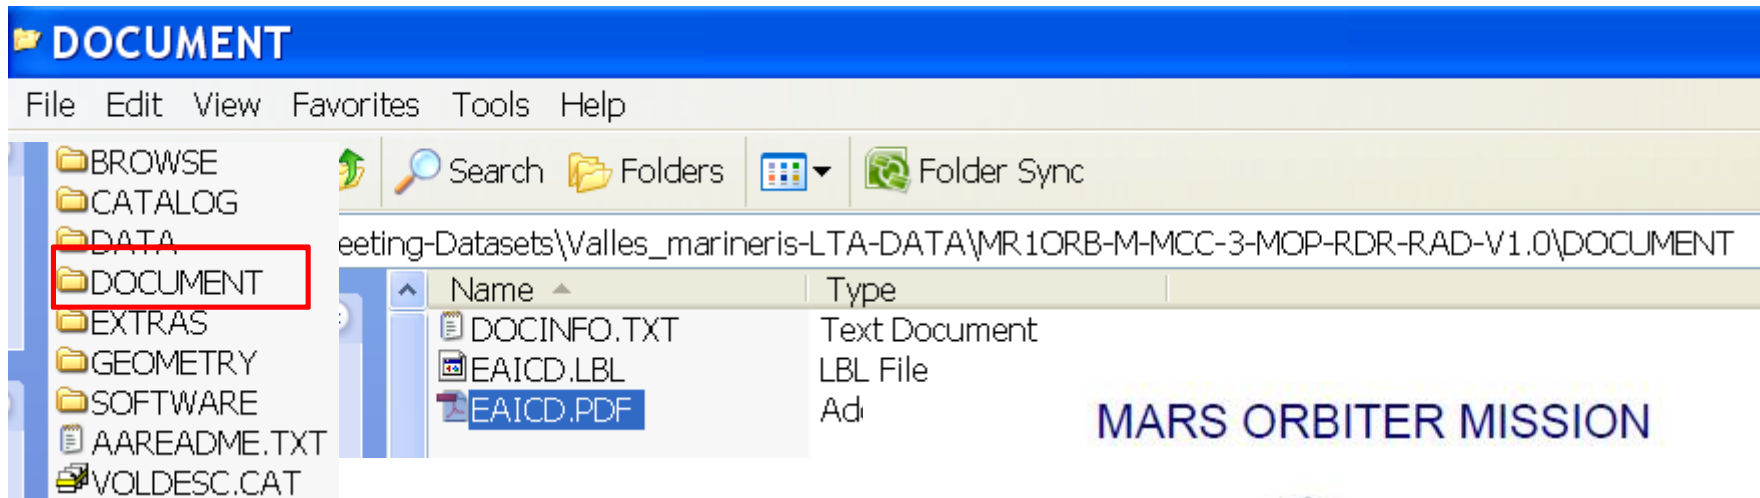 DOCUMENT
File Edit View Favorites Tools Help
BROWSE
CATALOG
DATA
DOCUMENT
EXTRAS
GEOMETRY
SOFTWARE
AAREADME.TXT
VOLDESC.CAT
Search Folders Folder Sync
eeting-Datasets\Valles_marineris-LTA-DATA\MR1ORB-M-MCC-3-MOP-RDR-RAD-V1.0\DOCUMENT
Name Type
DOCINFO.TXT Text Document
EAICD.LBL LBL File
EAICD.PDF Ad
MARS ORBITER MISSION